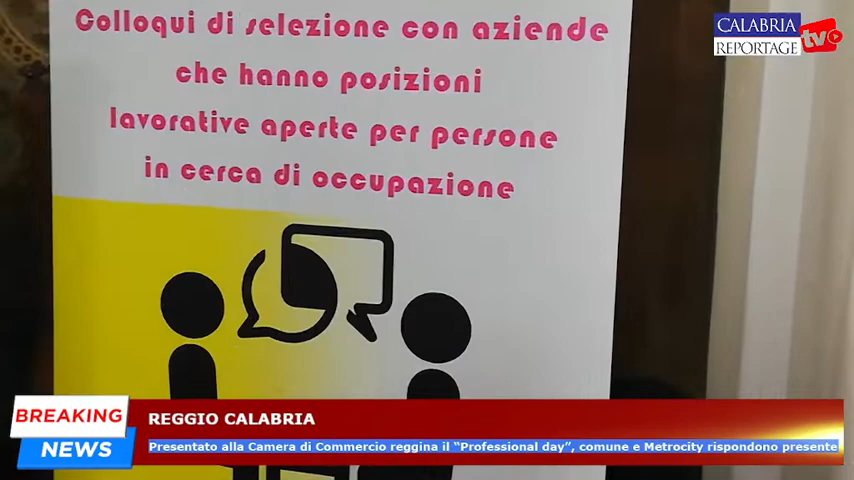 Colloqui di selezione con aziende
che hanno posizioni
lavorative aperte per persone
in cerca di occupazione
CALABRIA
REPORTAGE
tv
BREAKING
NEWS
REGGIO CALABRIA
Presentato alla Camera di Commercio reggina il “Professional day”, comune e Metrocity rispondono presente